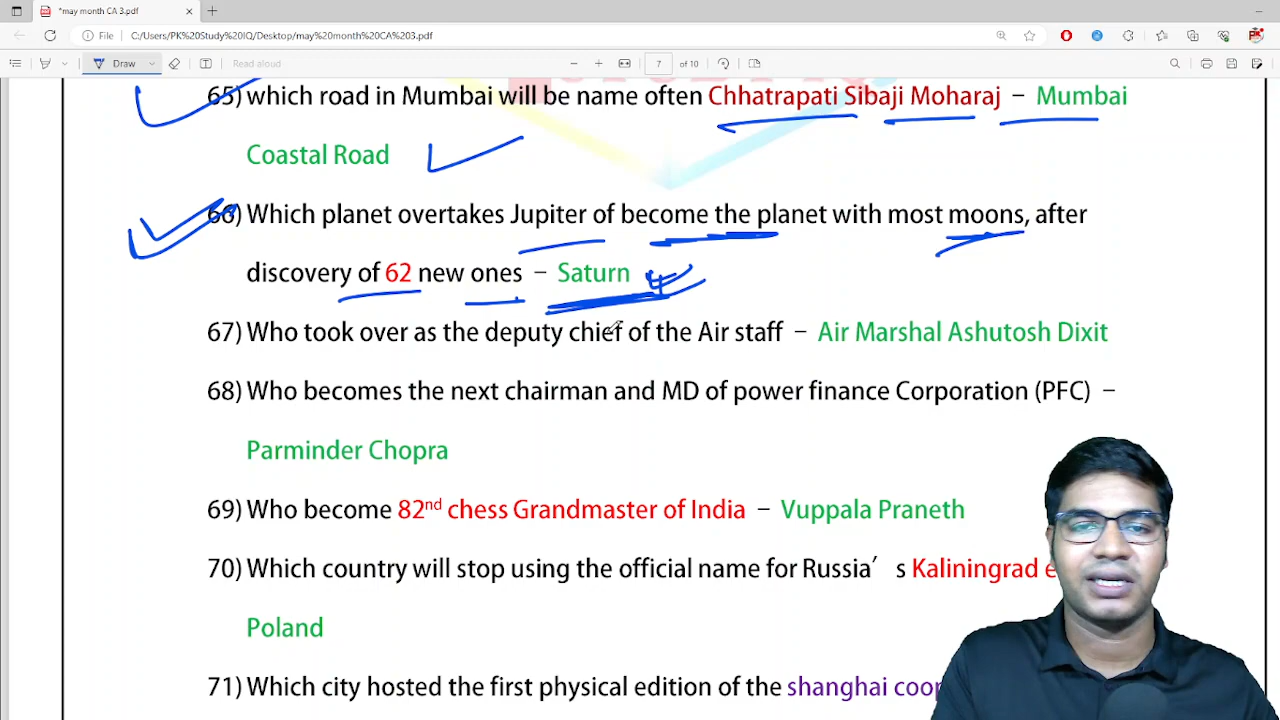 *may month CA 3.pdf
File C:/Users/PK%20Study%20IQ/Desktop/may%20month%20CA%203.pdf
Draw Read aloud 7 of 10
65) which road in Mumbai will be name often Chhatrapati Sibaji Moharaj – Mumbai
Coastal Road
66) Which planet overtakes Jupiter of become the planet with most moons, after
discovery of 62 new ones – Saturn
67) Who took over as the deputy chief of the Air staff – Air Marshal Ashutosh Dixit
68) Who becomes the next chairman and MD of power finance Corporation (PFC) –
Parminder Chopra
69) Who become 82nd chess Grandmaster of India – Vuppala Praneth
70) Which country will stop using the official name for Russia′ s Kaliningrad
Poland
71) Which city hosted the first physical edition of the shanghai